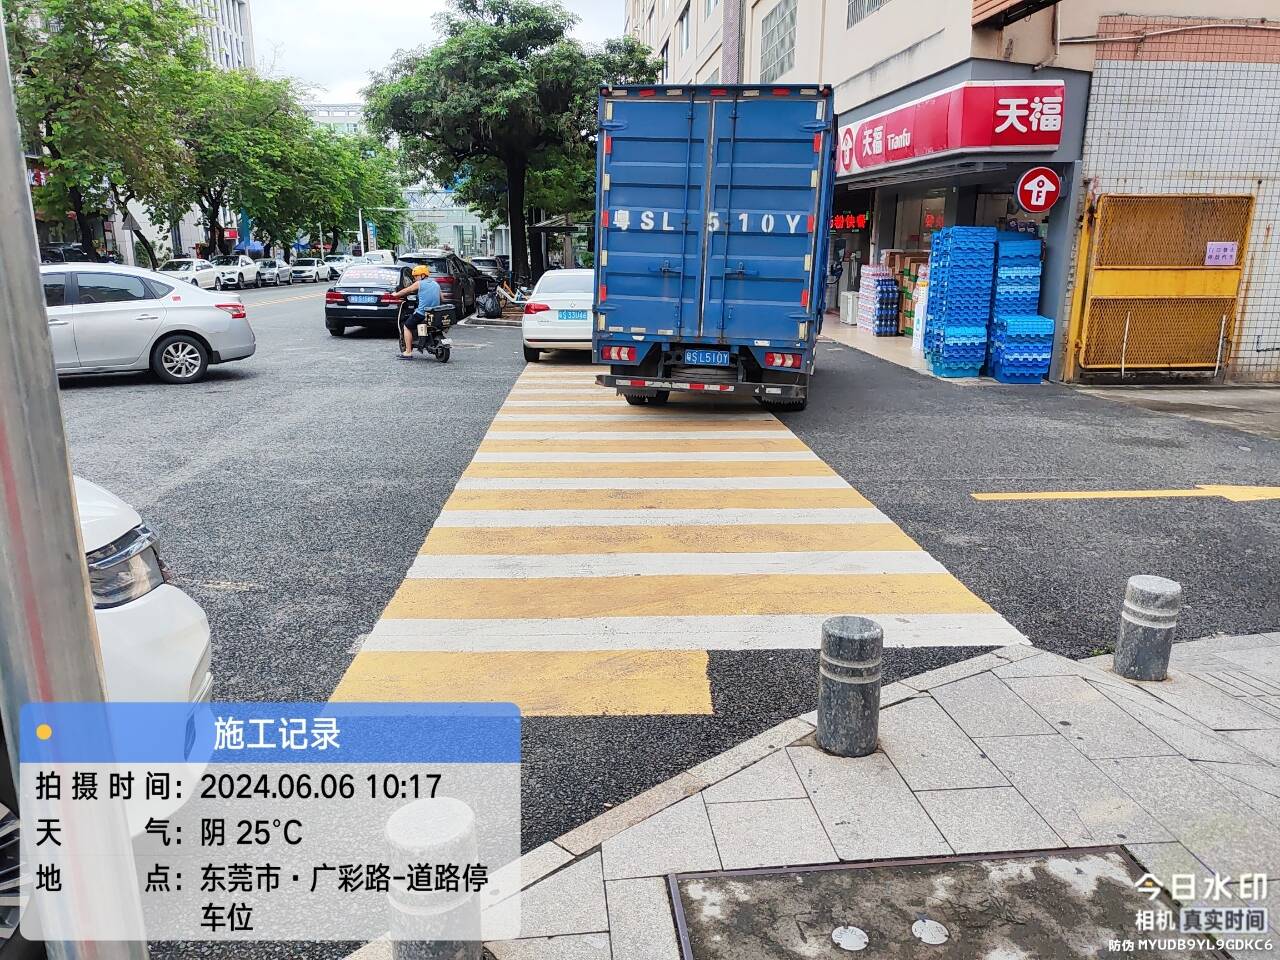 天福
天福 Tianfu
粤SL 510Y
粤SL510Y
施工记录
拍摄时间：2024.06.06 10:17
天气：阴 25°C
地点：东莞市·广彩路-道路停
车位
今日水印
相机 真实时间
防伪 MYUDB9YL9GDKC6